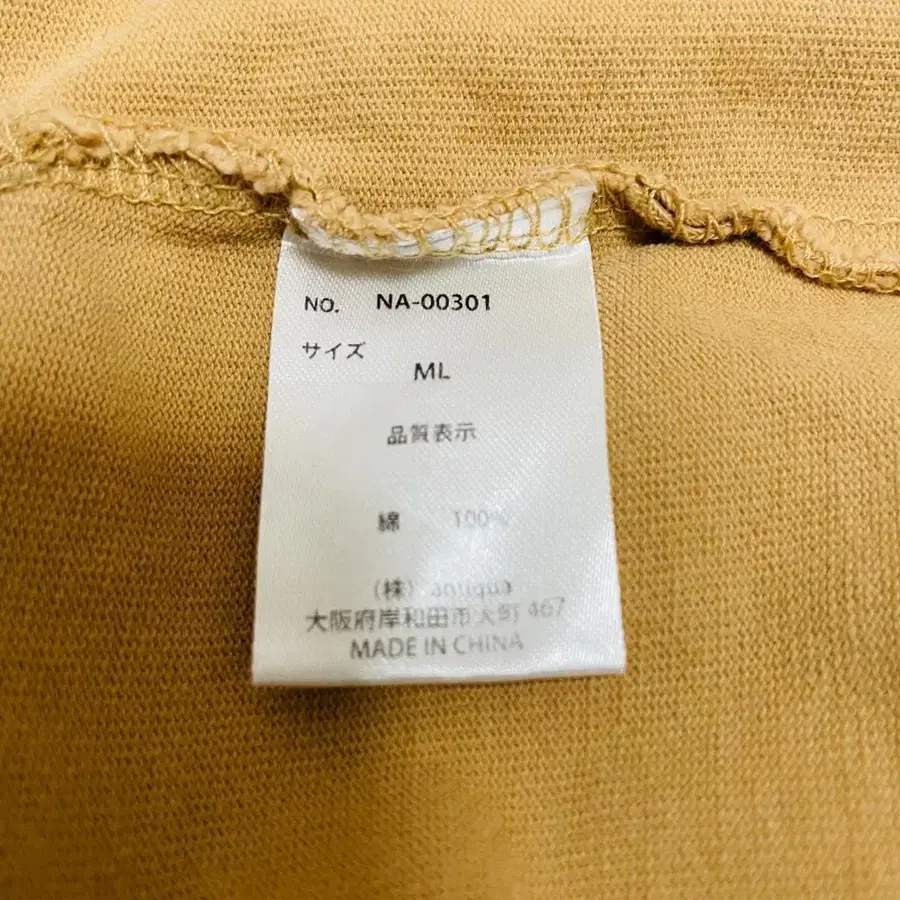 NO. NA-00301
サイズ
ML
品質表示
綿 100%
(株) antiqua
大阪府岸和田市大町 467
MADE IN CHINA